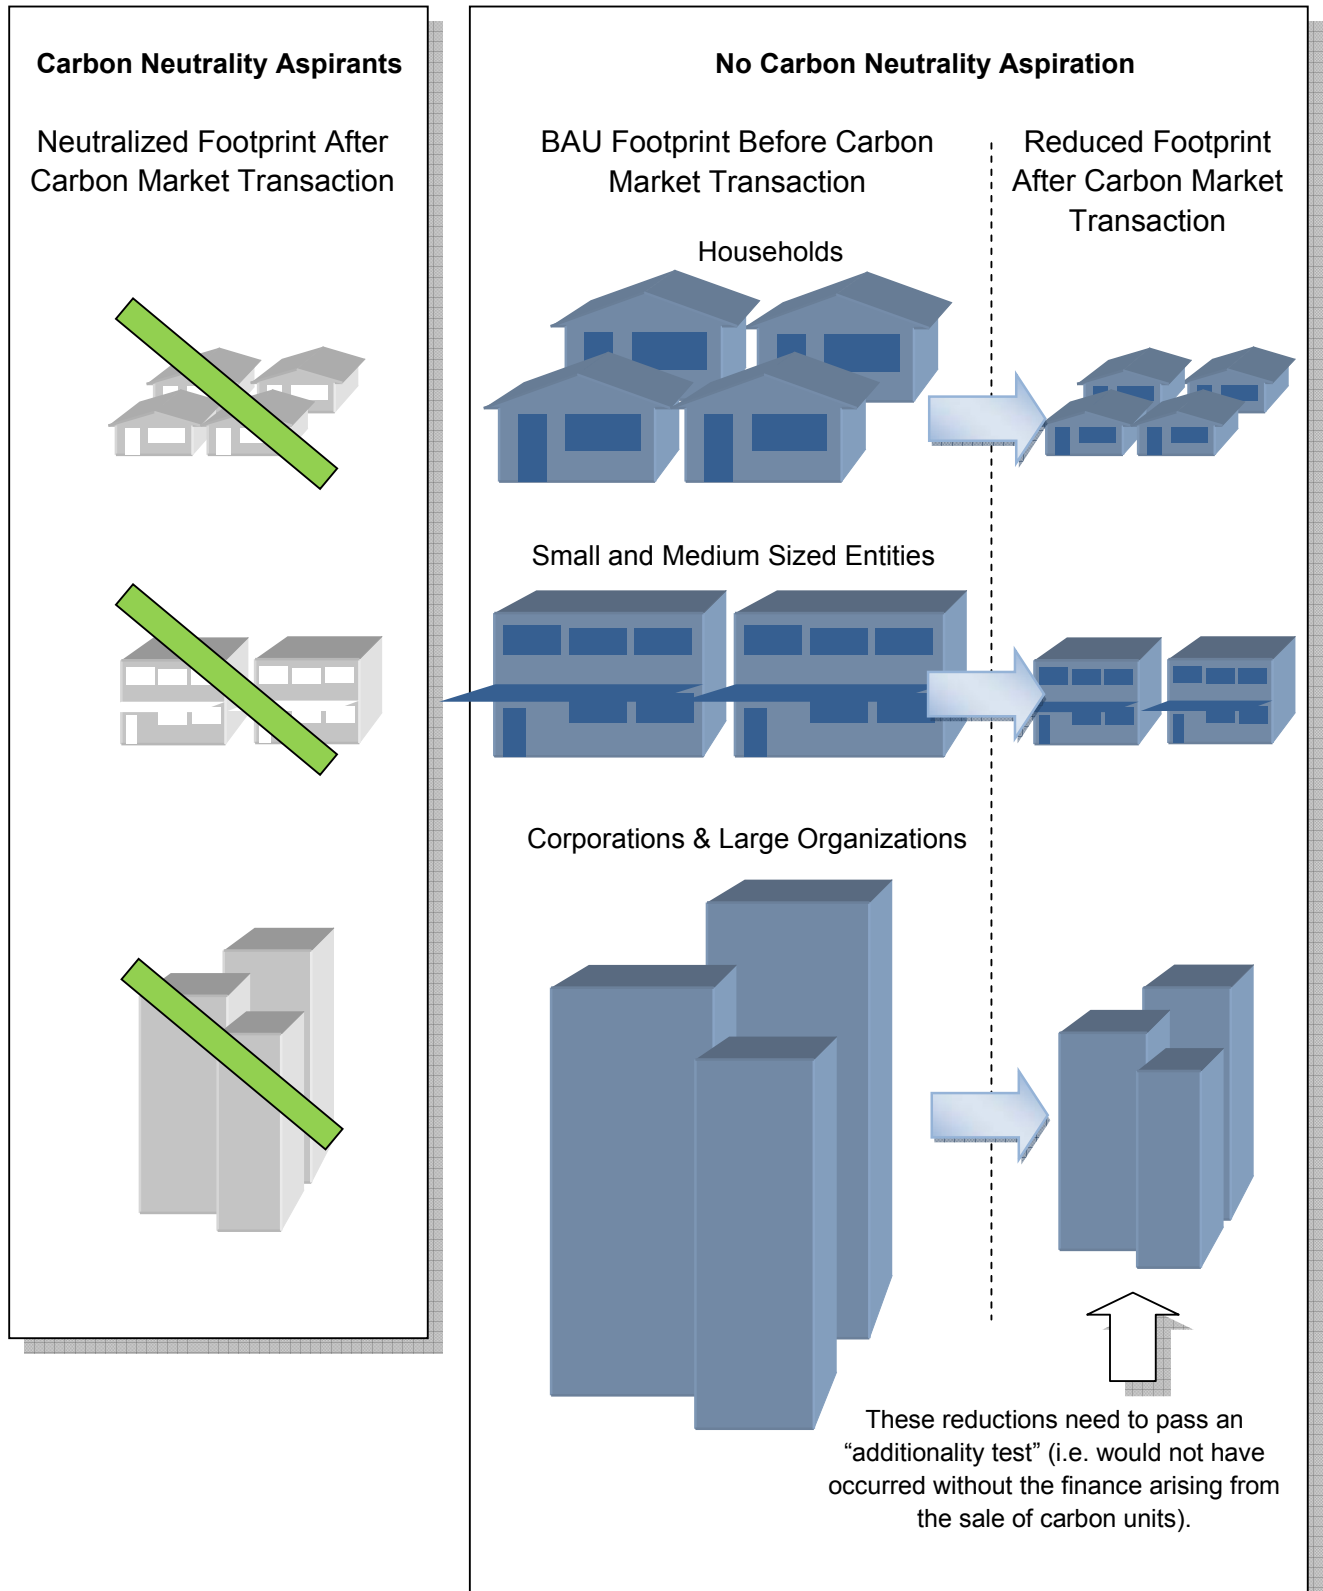 Carbon Neutrality Aspirants
Neutralized Footprint After
Carbon Market Transaction
No Carbon Neutrality Aspiration
BAU Footprint Before Carbon
Market Transaction
Reduced Footprint
After Carbon Market
Transaction
Households
Small and Medium Sized Entities
Corporations & Large Organizations
These reductions need to pass an
“additionality test” (i.e. would not have
occurred without the finance arising from
the sale of carbon units).